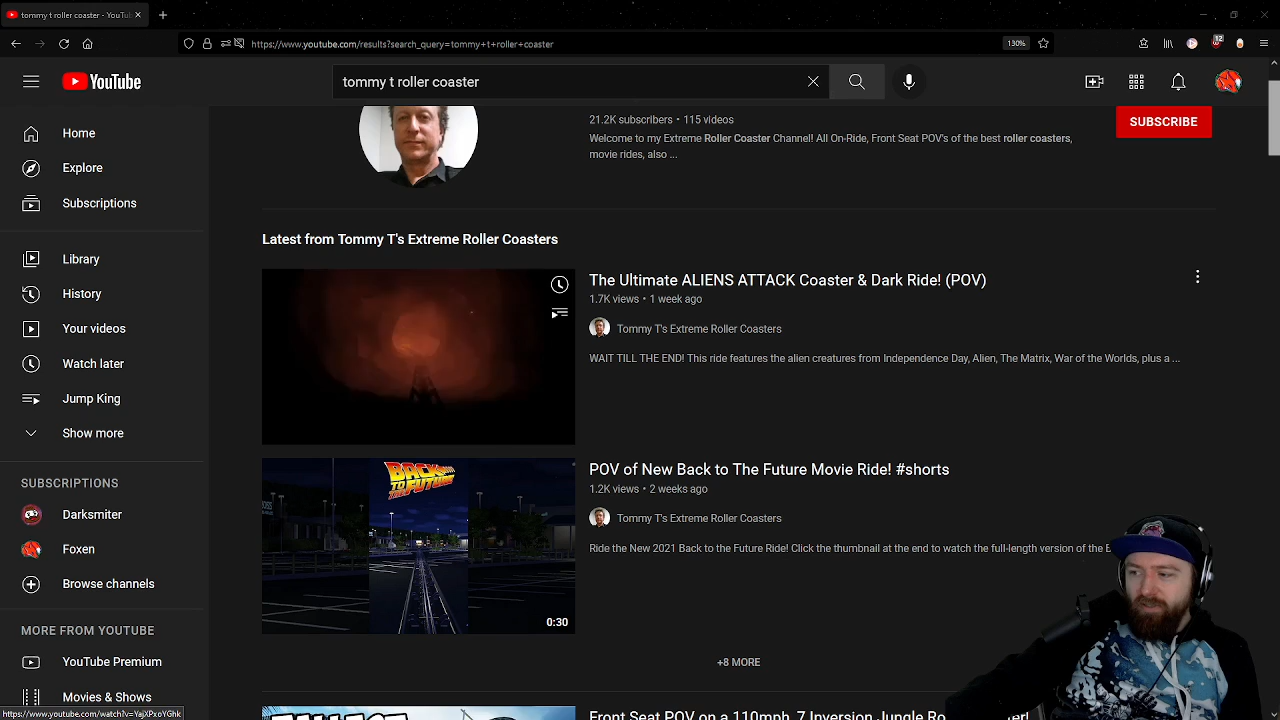 tommy t roller coaster - YouTu
https://www.youtube.com/results?search_query=tommy+t+roller+coaster
130%
12
YouTube
tommy t roller coaster
Home
Explore
Subscriptions
Library
History
Your videos
Watch later
Jump King
Show more
SUBSCRIPTIONS
Darksmiter
Foxen
Browse channels
MORE FROM YOUTUBE
YouTube Premium
Movies & Shows
https://www.youtube.com/watch?v=YajXPxoYGhk
21.2K subscribers • 115 videos
Welcome to my Extreme Roller Coaster Channel! All On-Ride, Front Seat POV's of the best roller coasters,
movie rides, also ...
SUBSCRIBE
Latest from Tommy T's Extreme Roller Coasters
The Ultimate ALIENS ATTACK Coaster & Dark Ride! (POV)
1.7K views • 1 week ago
Tommy T's Extreme Roller Coasters
WAIT TILL THE END! This ride features the alien creatures from Independence Day, Alien, The Matrix, War of the Worlds, plus a ...
BACK
TO THE
FUTURE
0:30
POV of New Back to The Future Movie Ride! #shorts
1.2K views • 2 weeks ago
Tommy T's Extreme Roller Coasters
Ride the New 2021 Back to the Future Ride! Click the thumbnail at the end to watch the full-length version of the
+8 MORE
Front Seat POV on a 110mph, 7 Inversion Jungle